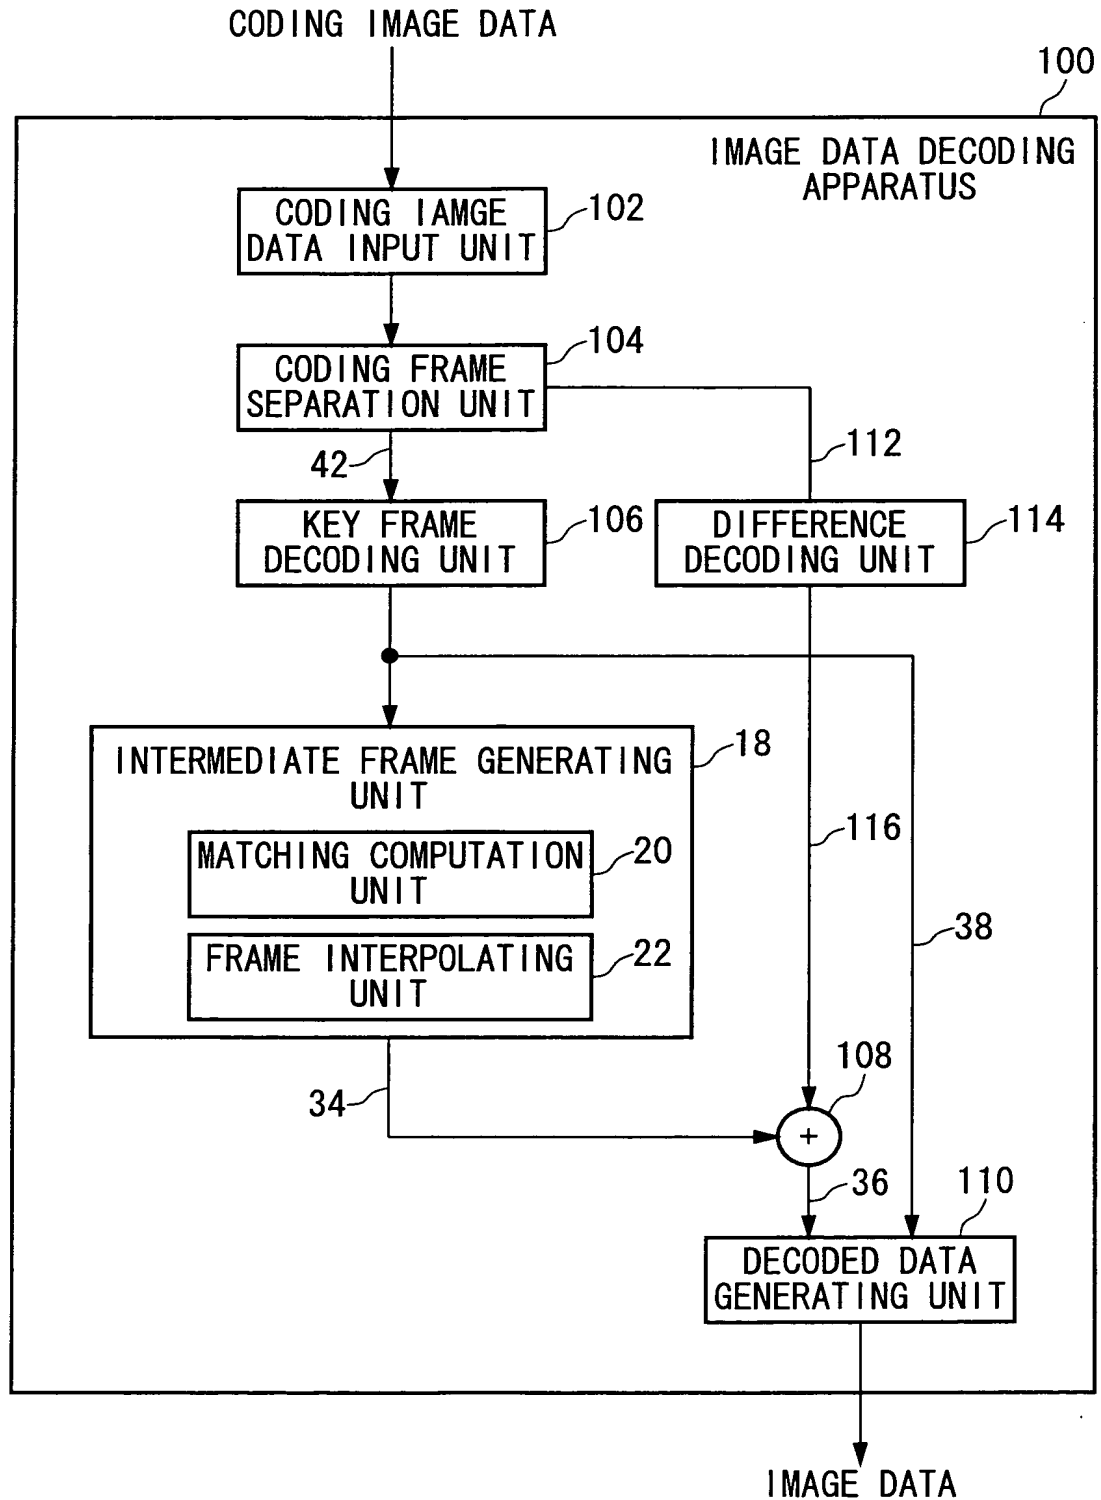 CODING IMAGE DATA
100
IMAGE DATA DECODING
APPARATUS
CODING IAMGE
DATA INPUT UNIT
102
CODING FRAME
SEPARATION UNIT
104
42
112
KEY FRAME
DECODING UNIT
106
DIFFERENCE
DECODING UNIT
114
INTERMEDIATE FRAME GENERATING
UNIT
18
MATCHING COMPUTATION
UNIT
20
116
FRAME INTERPOLATING
UNIT
22
38
34
108
+
36
110
DECODED DATA
GENERATING UNIT
IMAGE DATA